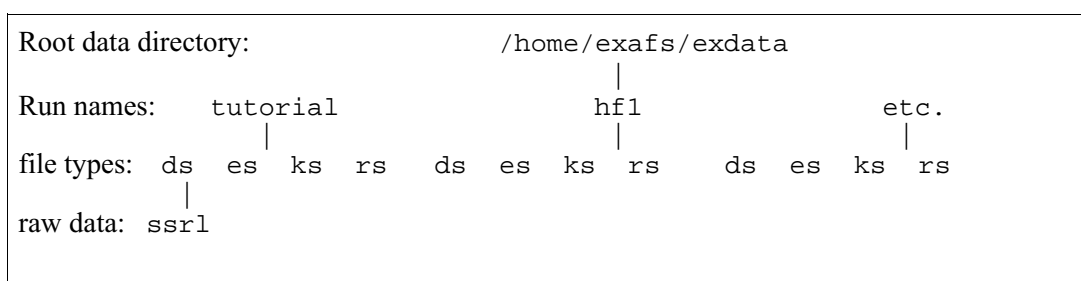 Root data directory: /home/exafs/exdata
Run names: tutorial hf1 etc.
file types: ds es ks rs ds es ks rs ds es ks rs
raw data: ssrl